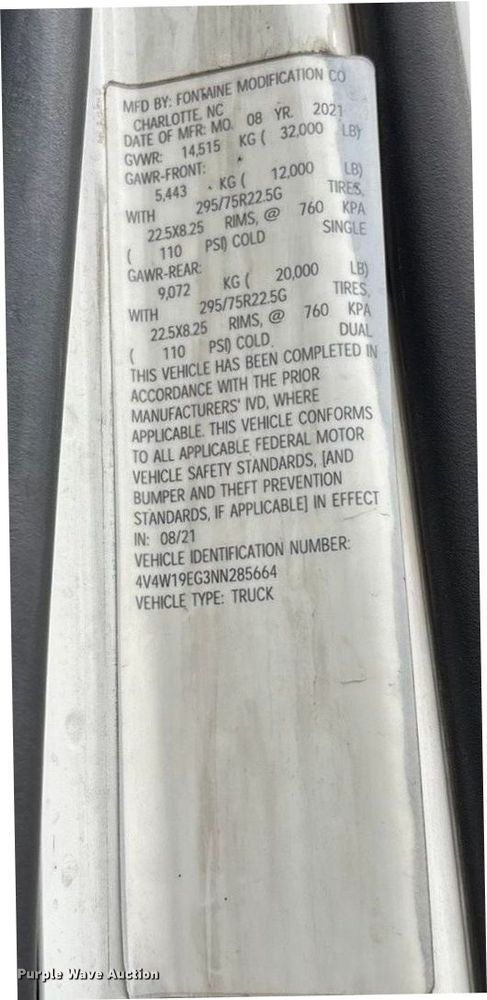 MFD BY: FONTAINE MODIFICATION CO
CHARLOTTE, NC
DATE OF MFR: MO. 08 YR. 2021
GVWR: 14,515 KG ( 32,000 LB)
GAWR-FRONT:
5,443 KG ( 12,000 LB)
WITH 295/75R22.5G TIRES,
22.5X8.25 RIMS, @ 760 KPA
( 110 PSI) COLD SINGLE
GAWR-REAR:
9,072 KG ( 20,000 LB)
WITH 295/75R22.5G TIRES,
22.5X8.25 RIMS, @ 760 KPA
( 110 PSI) COLD DUAL
THIS VEHICLE HAS BEEN COMPLETED IN
ACCORDANCE WITH THE PRIOR
MANUFACTURERS' IVD, WHERE
APPLICABLE. THIS VEHICLE CONFORMS
TO ALL APPLICABLE FEDERAL MOTOR
VEHICLE SAFETY STANDARDS, [AND
BUMPER AND THEFT PREVENTION
STANDARDS, IF APPLICABLE] IN EFFECT
IN: 08/21
VEHICLE IDENTIFICATION NUMBER:
4V4W19EG3NN285664
VEHICLE TYPE: TRUCK
Purple Wave Auction